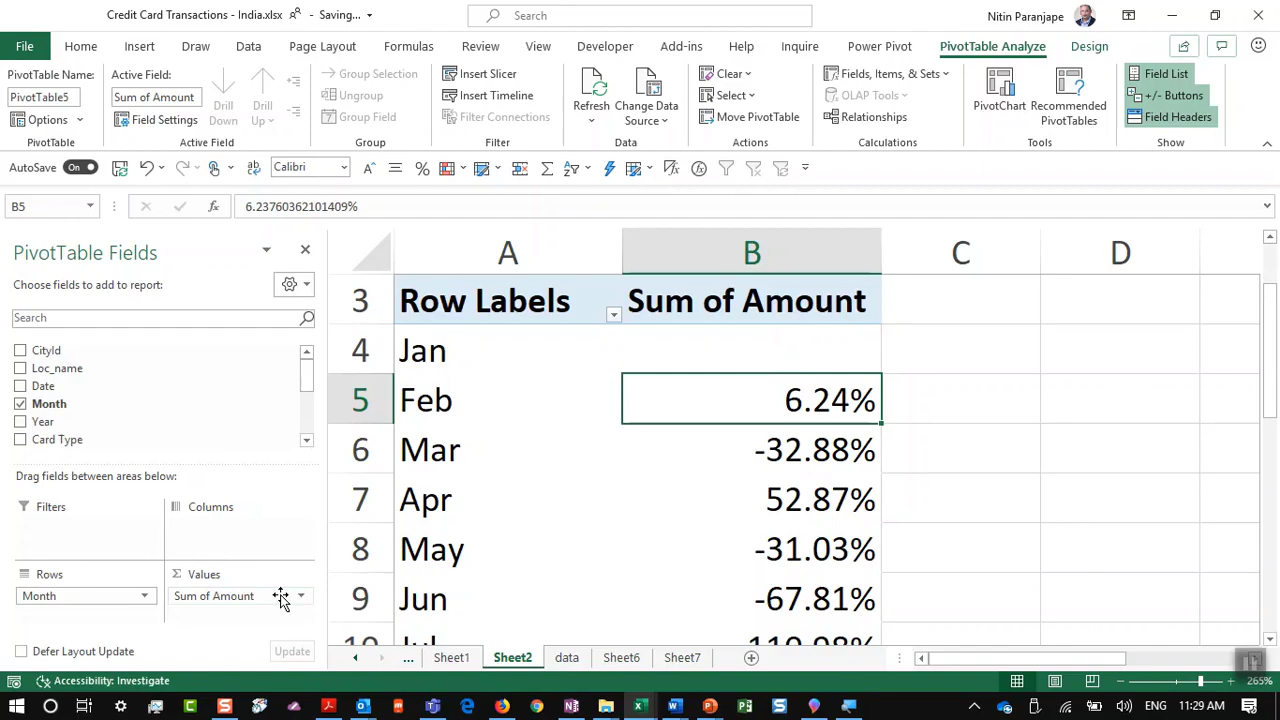 Credit Card Transactions - India.xlsx Saving...
Search
Nitin Paranjape
File Home Insert Draw Data Page Layout Formulas Review View Developer Add-ins Help Inquire Power Pivot PivotTable Analyze Design
PivotTable Name:
PivotTable5
Options
PivotTable
Active Field:
Sum of Amount
Field Settings
Drill Down
Drill Up
Active Field
Group Selection
Ungroup
Group Field
Group
Insert Slicer
Insert Timeline
Filter Connections
Filter
Refresh
Change Data Source
Data
Clear
Select
Move PivotTable
Actions
Fields, Items, & Sets
OLAP Tools
Relationships
Calculations
PivotChart
Recommended PivotTables
Tools
Field List
+/- Buttons
Field Headers
Show
AutoSave On
Calibri
B5
fx
6.23760362101409%
PivotTable Fields
Choose fields to add to report:
Search
CityId
Loc_name
Date
Month
Year
Card Type
Drag fields between areas below:
Filters
Columns
Rows
Month
Values
Sum of Amount
Defer Layout Update
Update
A B C D
3 Row Labels Sum of Amount
4 Jan
5 Feb 6.24%
6 Mar -32.88%
7 Apr 52.87%
8 May -31.03%
9 Jun -67.81%
... Sheet1 Sheet2 data Sheet6 Sheet7
Accessibility: Investigate
265%
ENG 11:29 AM